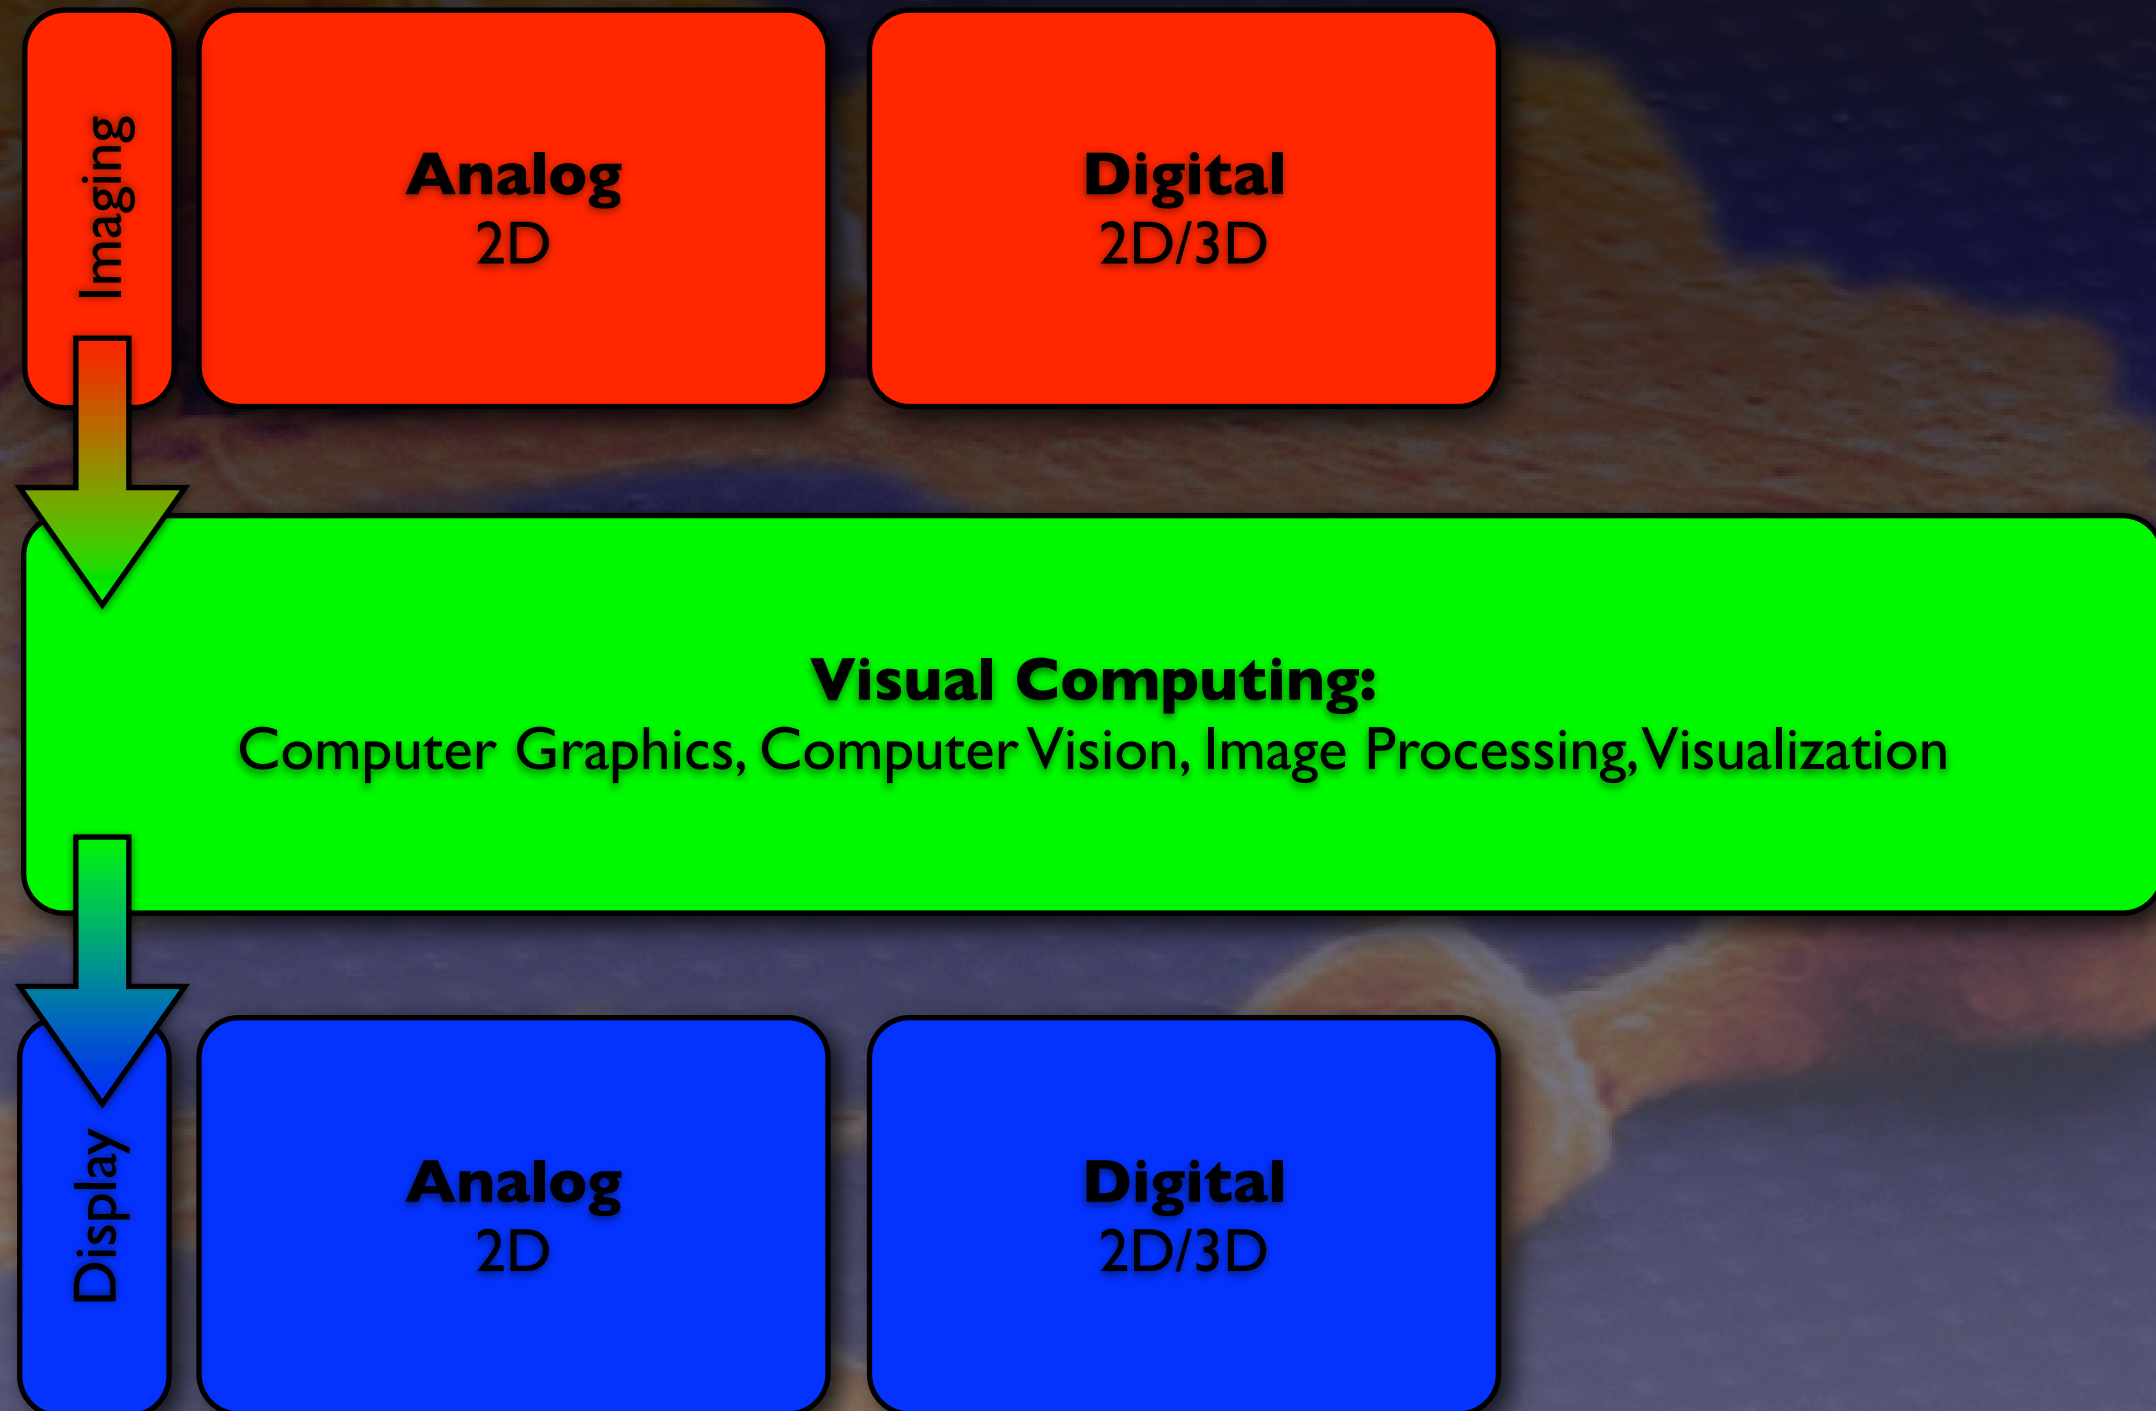 Imaging
Analog
2D
Digital
2D/3D
Visual Computing:
Computer Graphics, Computer Vision, Image Processing, Visualization
Display
Analog
2D
Digital
2D/3D